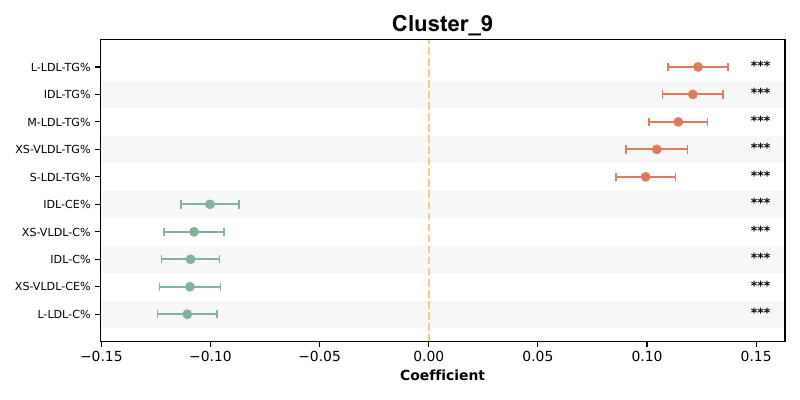 Cluster_9
L-LDL-TG% ***
IDL-TG% ***
M-LDL-TG% ***
XS-VLDL-TG% ***
S-LDL-TG% ***
IDL-CE% ***
XS-VLDL-C% ***
IDL-C% ***
XS-VLDL-CE% ***
L-LDL-C% ***
−0.15 −0.10 −0.05 0.00 0.05 0.10 0.15
Coefficient